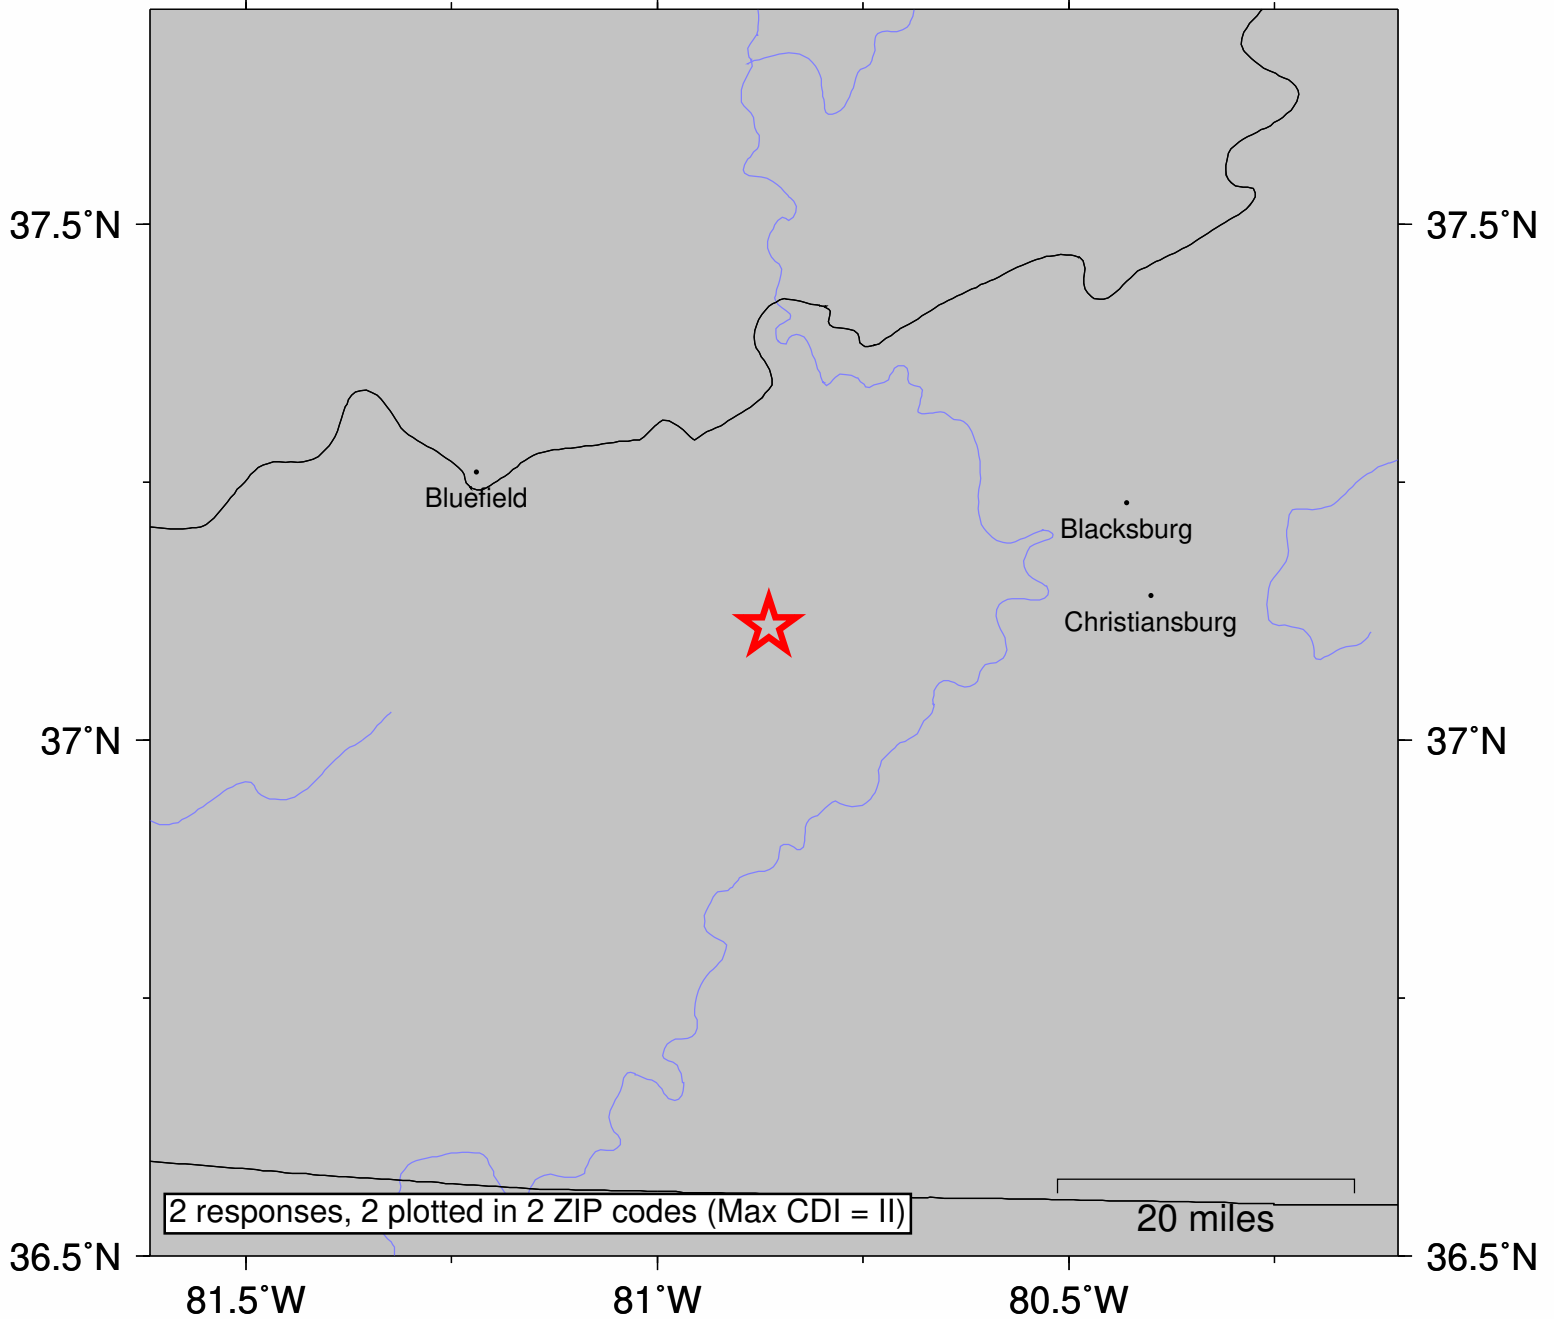 37.5˚N
37.5˚N
Bluefield
Blacksburg
Christiansburg
37˚N
37˚N
2 responses, 2 plotted in 2 ZIP codes (Max CDI = II)
20 miles
36.5˚N
36.5˚N
81.5˚W
81˚W
80.5˚W